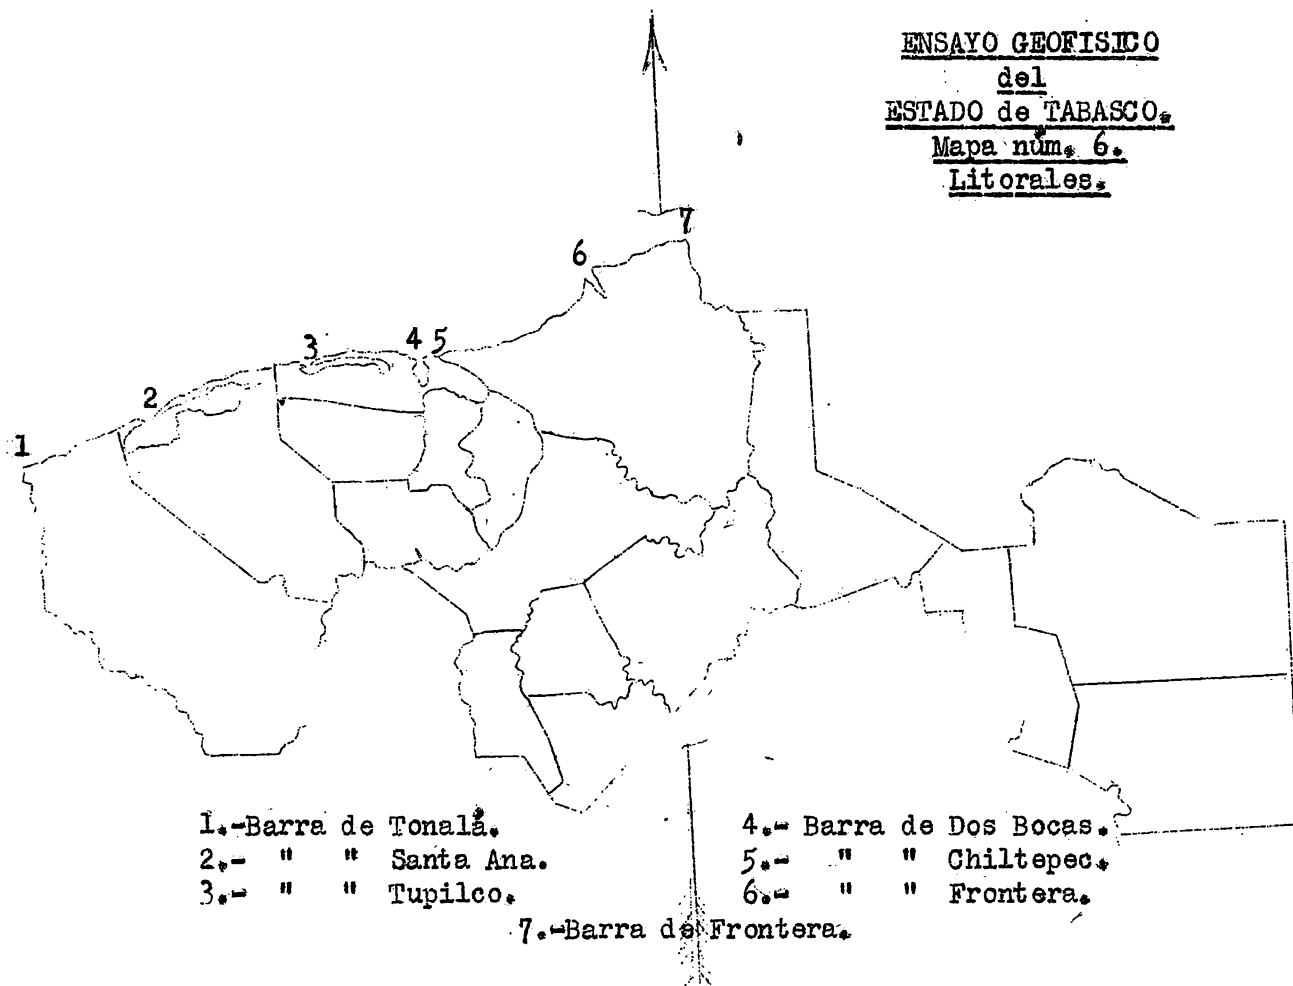 ENSAYO GEOFISICO
del
ESTADO de TABASCO.
Mapa núm. 6.
Litorales.
7
6
3
4 5
2
1
1.-Barra de Tonalá.
2.- " " Santa Ana.
3.- " " Tupilco.
4.- Barra de Dos Bocas.
5.- " " Chiltepec.
6.- " " Frontera.
7.-Barra de Frontera.